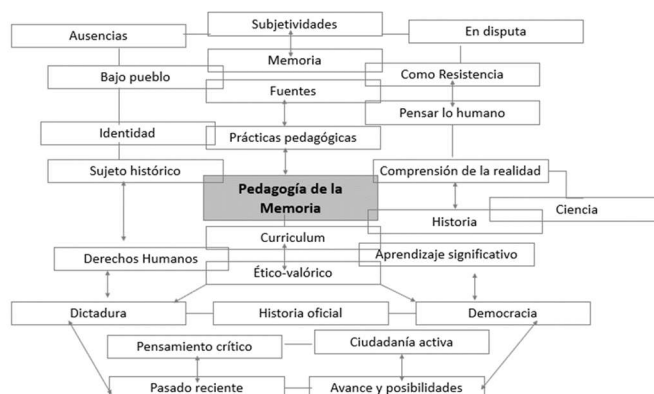 Subjetividades
Ausencias
En disputa
Memoria
Bajo pueblo
Como Resistencia
Fuentes
Pensar lo humano
Identidad
Prácticas pedagógicas
Sujeto histórico
Comprensión de la realidad
Pedagogía de la
Memoria
Ciencia
Historia
Curriculum
Derechos Humanos
Aprendizaje significativo
Ético-valórico
Dictadura
Historia oficial
Democracia
Pensamiento crítico
Ciudadanía activa
Pasado reciente
Avance y posibilidades